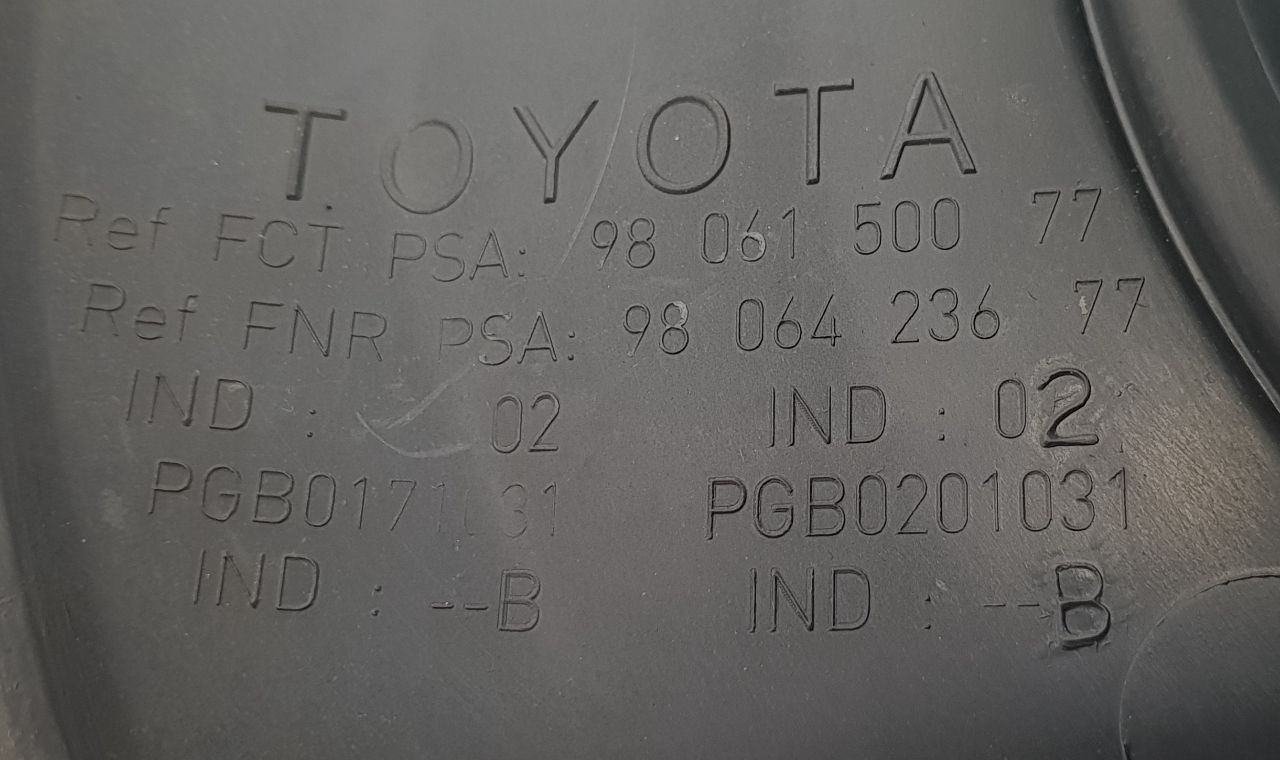 TOYOTA
Ref FCT PSA: 98 061 500 77
Ref FNR PSA: 98 064 236 77
IND : 02 IND : 02
PGB0171031 PGB0201031
IND : --B IND : --B